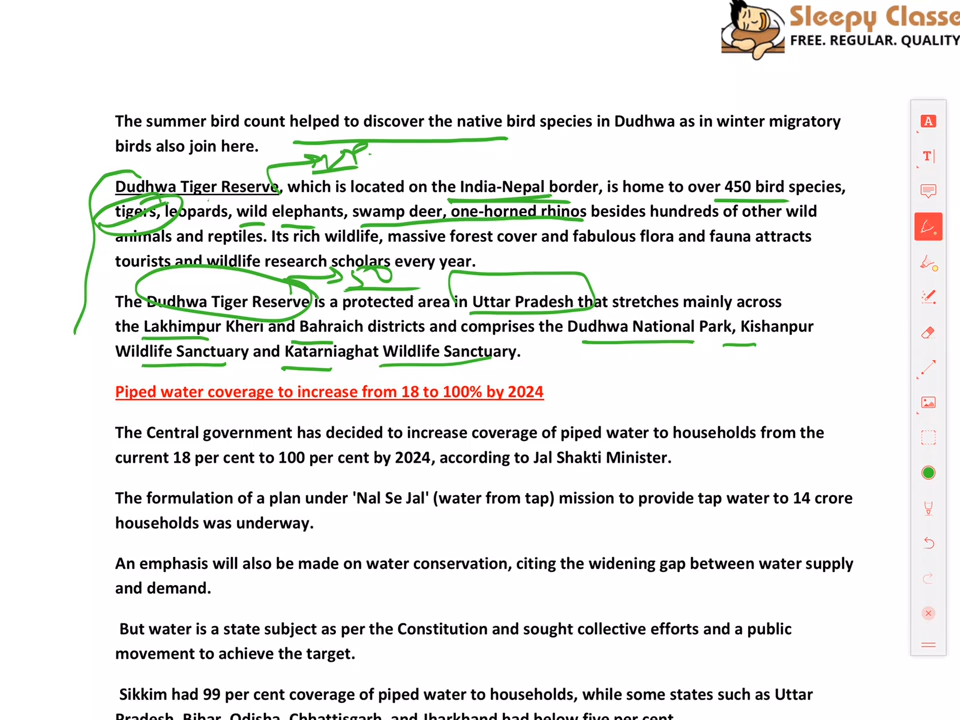 Sleepy Classe
FREE. REGULAR. QUALITY
The summer bird count helped to discover the native bird species in Dudhwa as in winter migratory
birds also join here.
Dudhwa Tiger Reserve, which is located on the India-Nepal border, is home to over 450 bird species,
tigers, leopards, wild elephants, swamp deer, one-horned rhinos besides hundreds of other wild
animals and reptiles. Its rich wildlife, massive forest cover and fabulous flora and fauna attracts
tourists and wildlife research scholars every year.
The Dudhwa Tiger Reserve is a protected area in Uttar Pradesh that stretches mainly across
the Lakhimpur Kheri and Bahraich districts and comprises the Dudhwa National Park, Kishanpur
Wildlife Sanctuary and Katarniaghat Wildlife Sanctuary.
Piped water coverage to increase from 18 to 100% by 2024
The Central government has decided to increase coverage of piped water to households from the
current 18 per cent to 100 per cent by 2024, according to Jal Shakti Minister.
The formulation of a plan under 'Nal Se Jal' (water from tap) mission to provide tap water to 14 crore
households was underway.
An emphasis will also be made on water conservation, citing the widening gap between water supply
and demand.
But water is a state subject as per the Constitution and sought collective efforts and a public
movement to achieve the target.
Sikkim had 99 per cent coverage of piped water to households, while some states such as Uttar
Pradesh, Bihar, Odisha, Chhattisgarh, and Jharkhand had below five per cent.